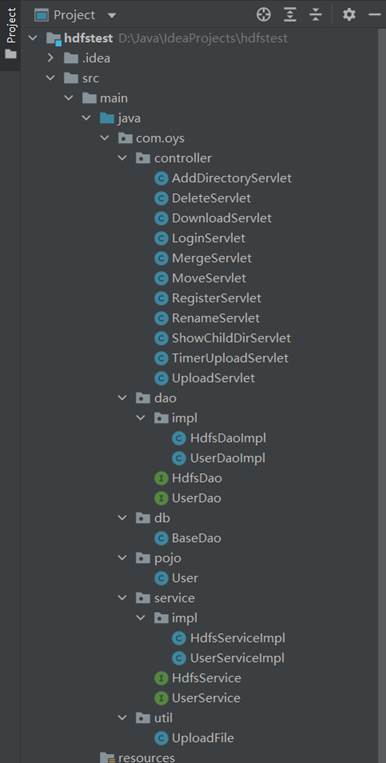 Project
Project
hdfstest D:\Java\IdeaProjects\hdfstest
.idea
src
main
java
com.oys
controller
C AddDirectoryServlet
C DeleteServlet
C DownloadServlet
C LoginServlet
C MergeServlet
C MoveServlet
C RegisterServlet
C RenameServlet
C ShowChildDirServlet
C TimerUploadServlet
C UploadServlet
dao
impl
C HdfsDaoImpl
C UserDaoImpl
I HdfsDao
I UserDao
db
C BaseDao
pojo
C User
service
impl
C HdfsServiceImpl
C UserServiceImpl
I HdfsService
I UserService
util
C UploadFile
resources